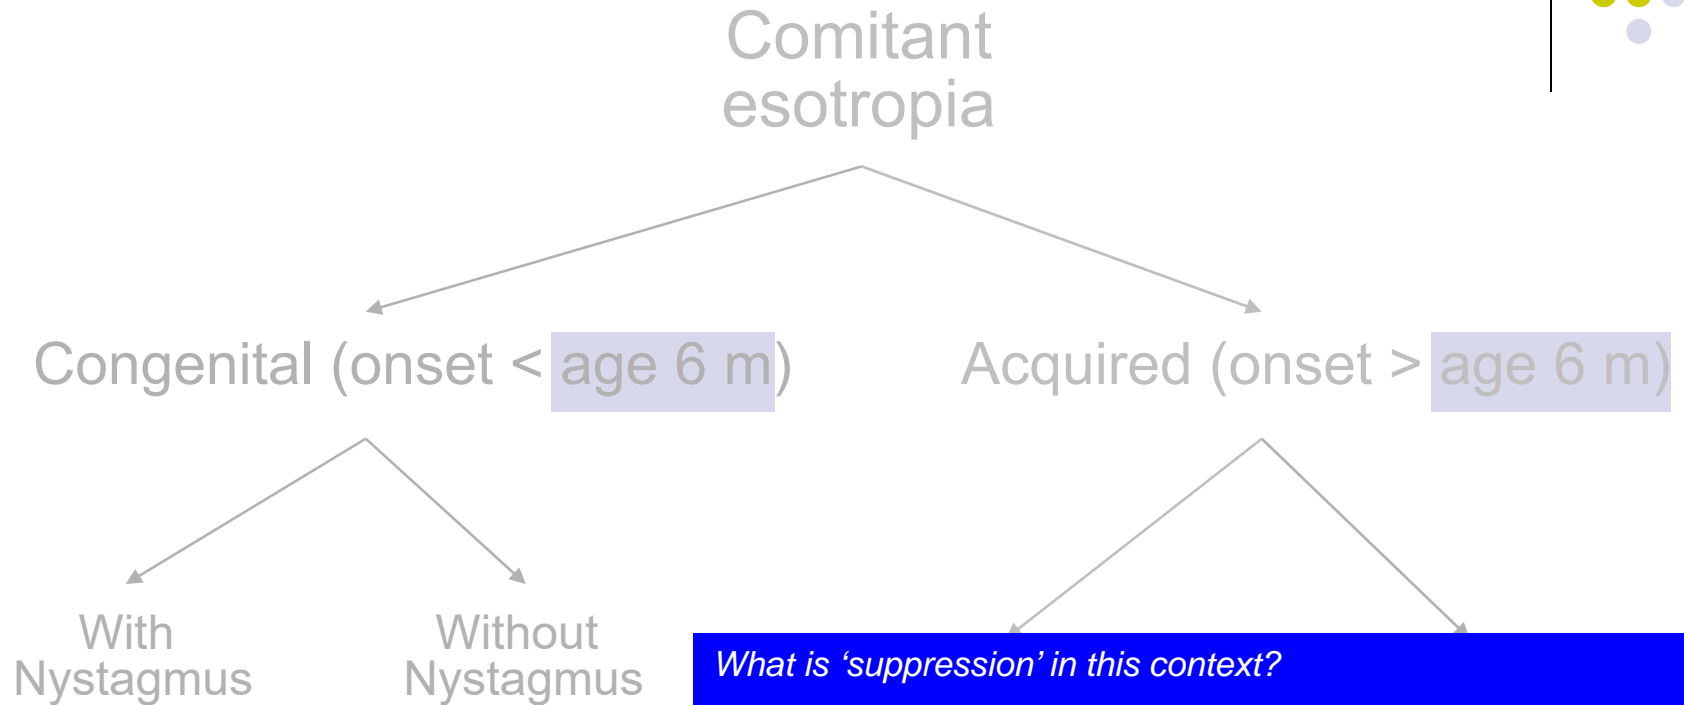 Comitant
esotropia
Congenital (onset < age 6 m)
Acquired (onset > age 6 m)
With
Nystagmus
Without
Nystagmus
What is ‘suppression’ in this context?